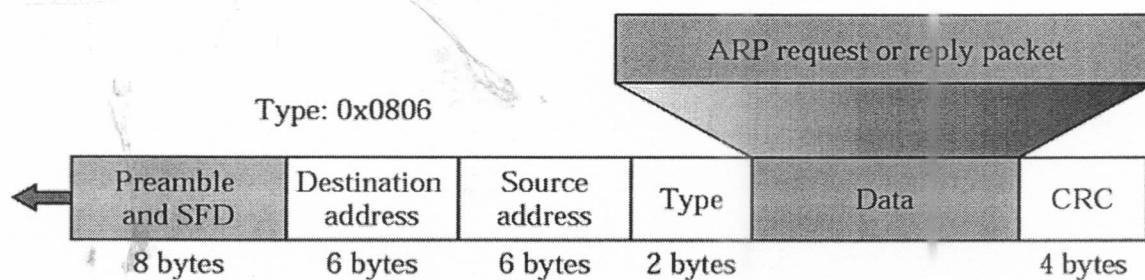 ARP request or reply packet
Type: 0x0806
Preamble
and SFD
Destination
address
Source
address
Type
Data
CRC
8 bytes
6 bytes
6 bytes
2 bytes
4 bytes